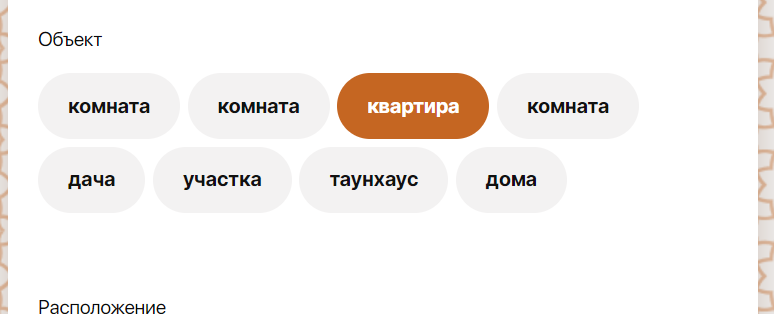 Объект
комната комната квартира комната
дача участка таунхаус дома
Расположение